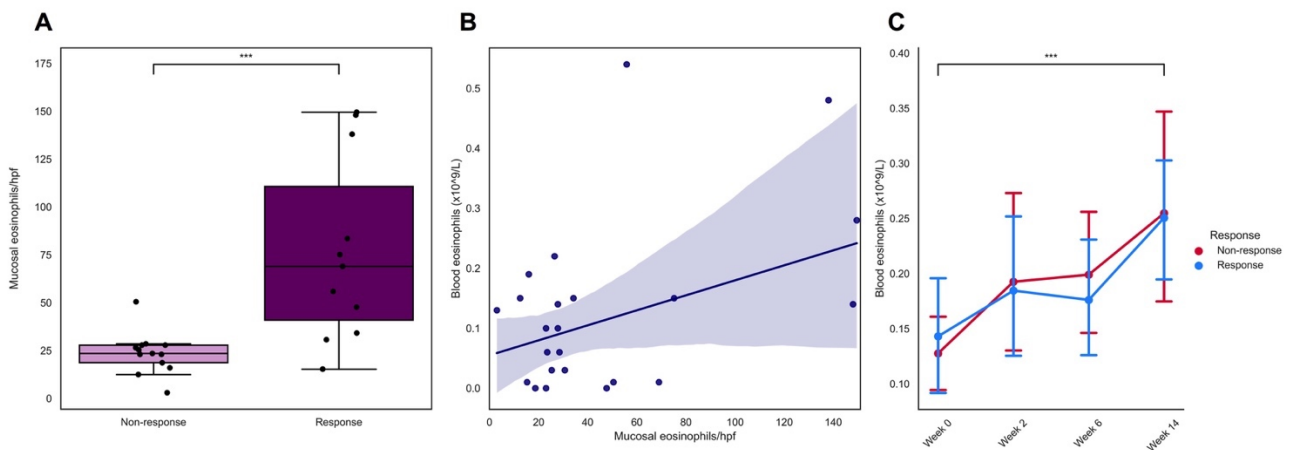 A
***
175
150
125
100
75
50
25
0
Mucosal eosinophils/hpf
Non-response
Response
B
0.5
0.4
0.3
0.2
0.1
0.0
Blood eosinophils (x10^9/L)
0
20
40
60
80
100
120
140
Mucosal eosinophils/hpf
C
***
0.40
0.35
0.30
0.25
0.20
0.15
0.10
Blood eosinophils (x10^9/L)
Week 0
Week 2
Week 6
Week 14
Response
Non-response
Response